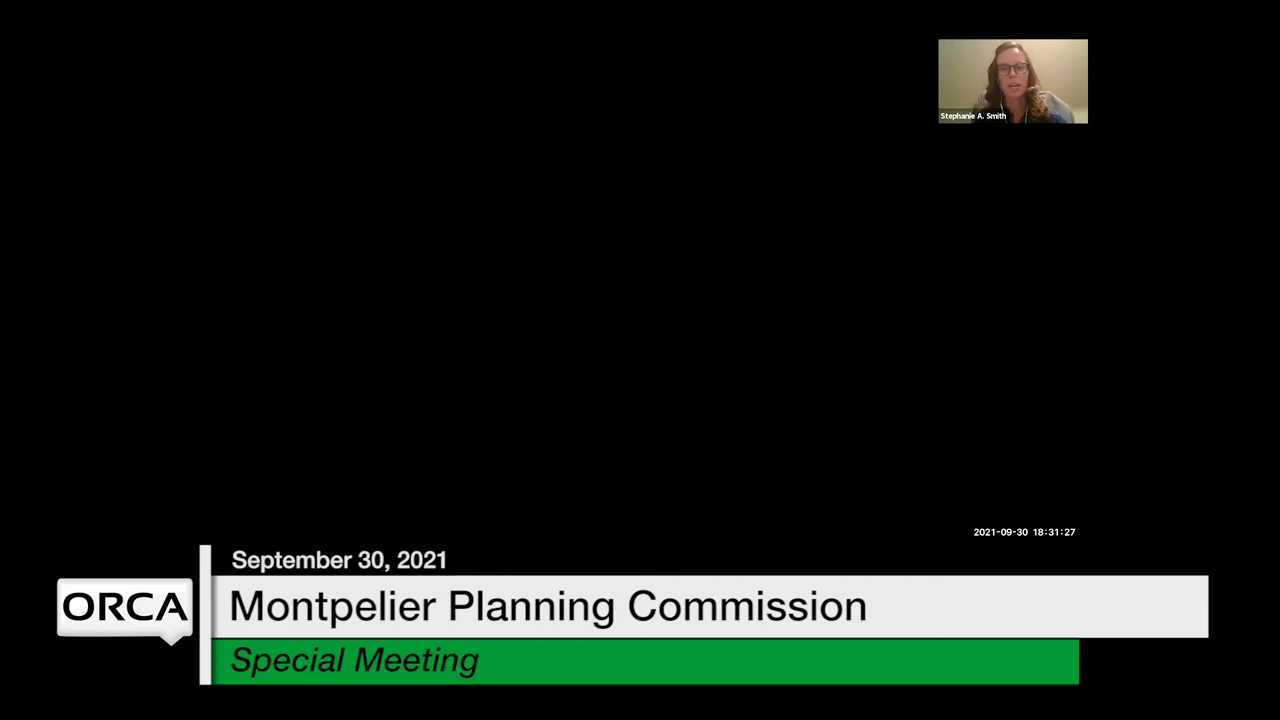 Stephanie A. Smith
2021-09-30 18:31:27
September 30, 2021
ORCA
Montpelier Planning Commission
Special Meeting